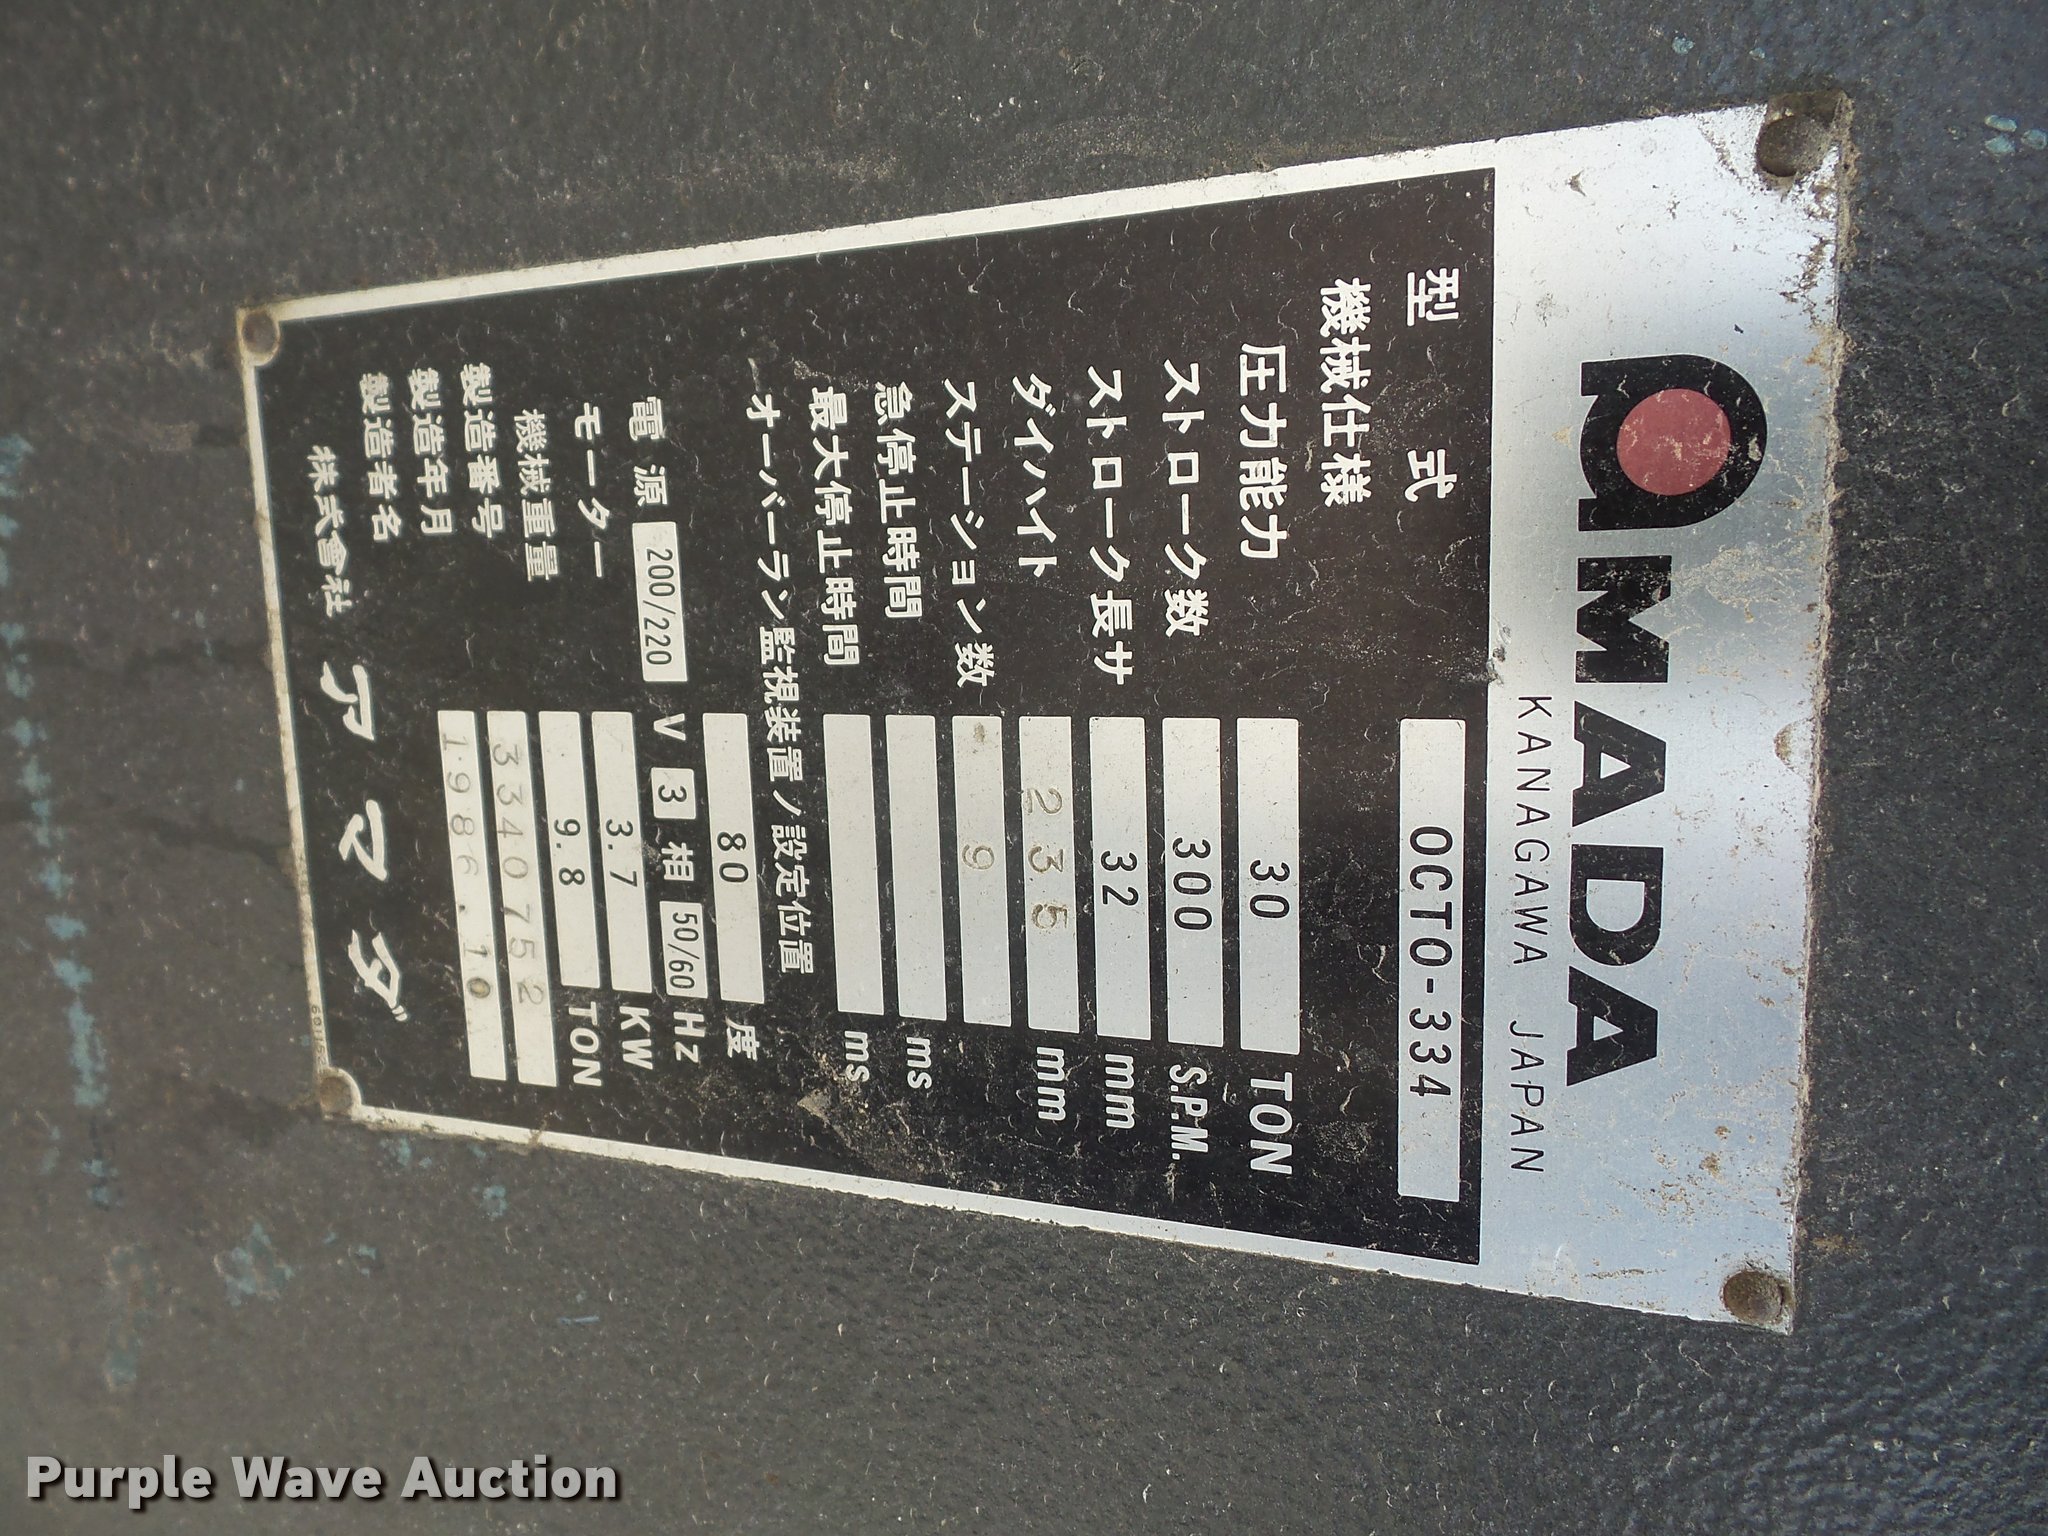 AMADA
KANAGAWA JAPAN
型 式 OCTO-334
機械仕様
圧力能力 30 TON
ストローク数 300 S.P.M.
ストローク長サ 32 mm
ダイハイト 235 mm
ステーション数 9
急停止時間 ms
最大停止時間 ms
オーバーラン監視装置ノ設定位置
80 度
電 源 200/220 V 3 相 50/60 Hz
モーター 3.7 KW
機械重量 9.8 TON
製造番号 3340752
製造年月 1986.10
製造者名
株式會社 アマダ
Purple Wave Auction